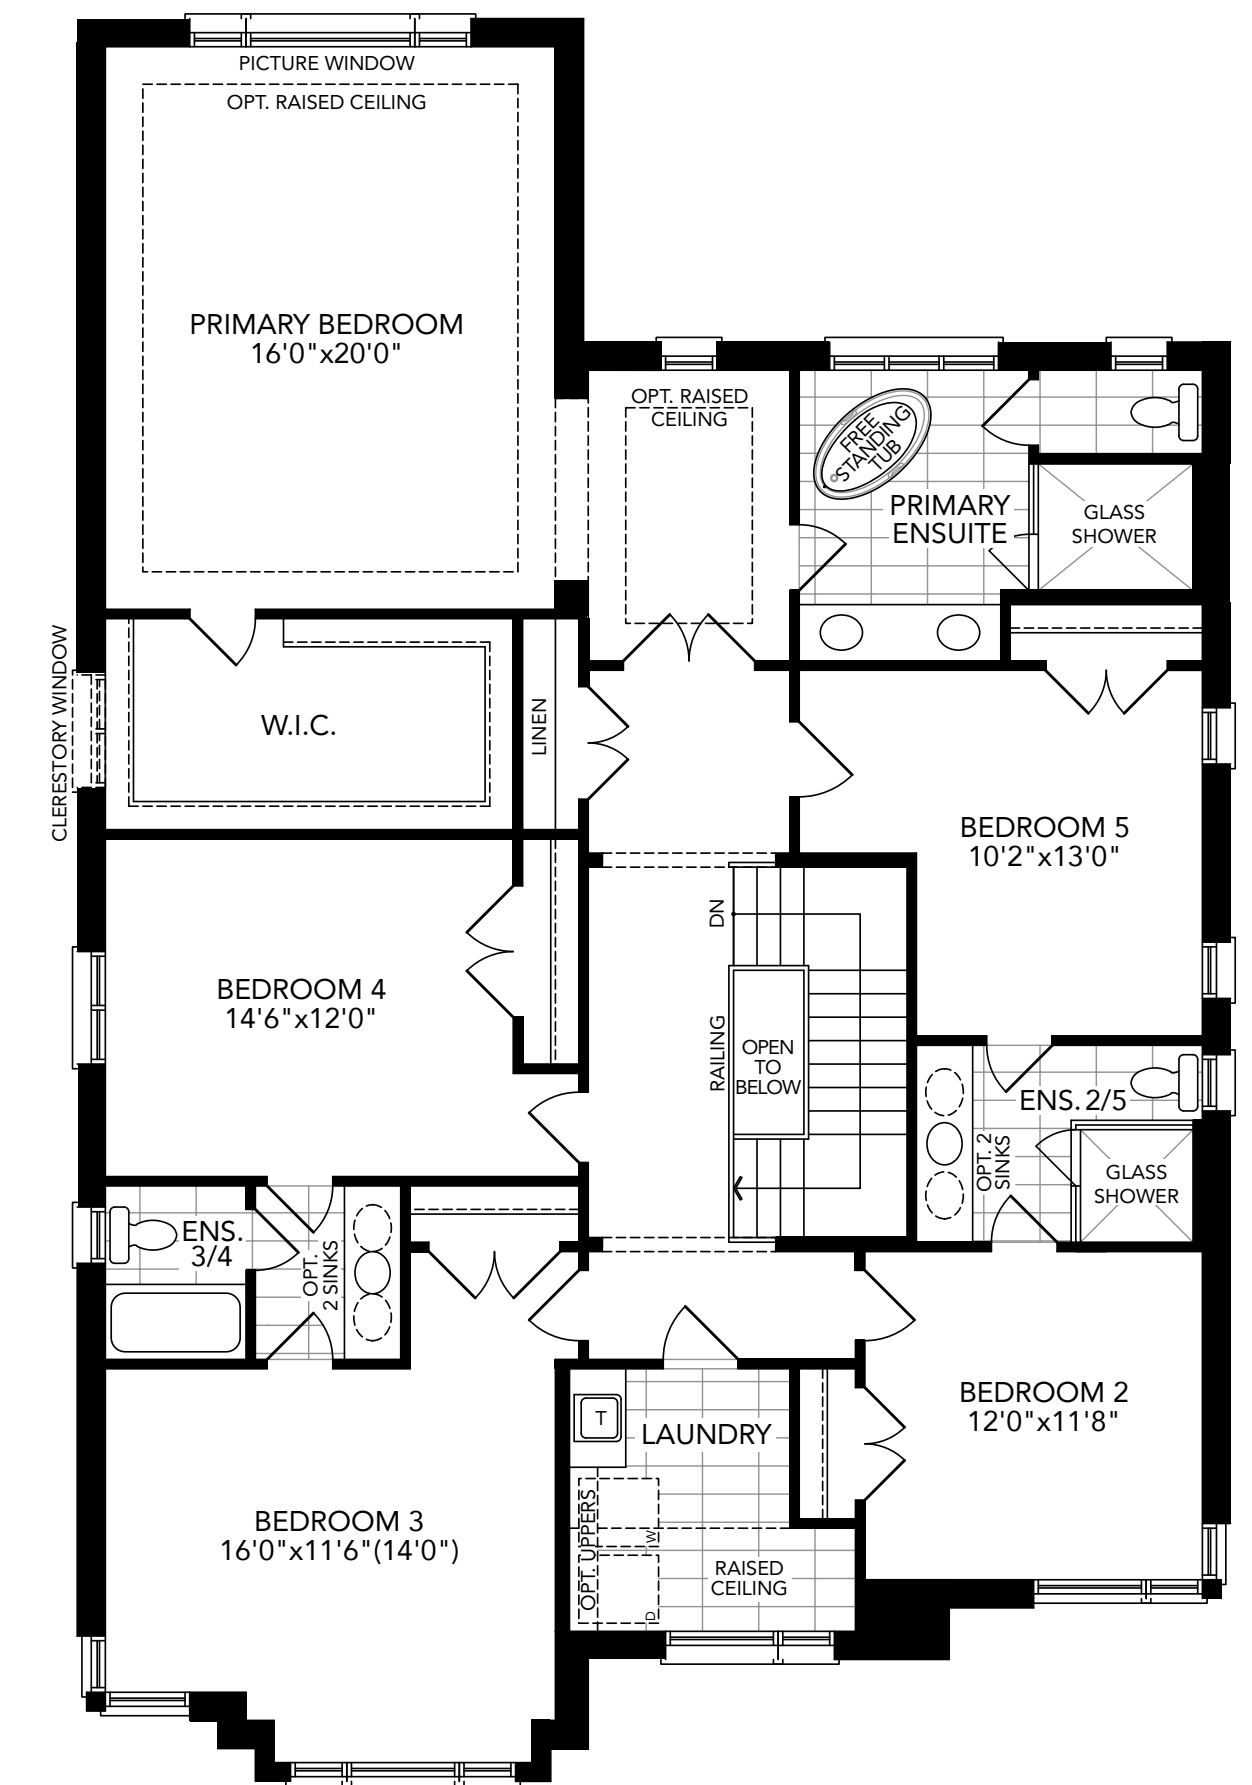 PICTURE WINDOW
OPT. RAISED CEILING
PRIMARY BEDROOM
16'0"x20'0"
OPT. RAISED
CEILING
FREE
STANDING
TUB
PRIMARY
ENSUITE
GLASS
SHOWER
CLERESTORY WINDOW
W.I.C.
LINEN
BEDROOM 5
10'2"x13'0"
DN
BEDROOM 4
14'6"x12'0"
RAILING
OPEN
TO
BELOW
ENS. 2/5
OPT. 2
SINKS
GLASS
SHOWER
ENS.
3/4
OPT.
2 SINKS
BEDROOM 2
12'0"x11'8"
T
LAUNDRY
OPT. UPPERS
W
D
RAISED
CEILING
BEDROOM 3
16'0"x11'6"(14'0")